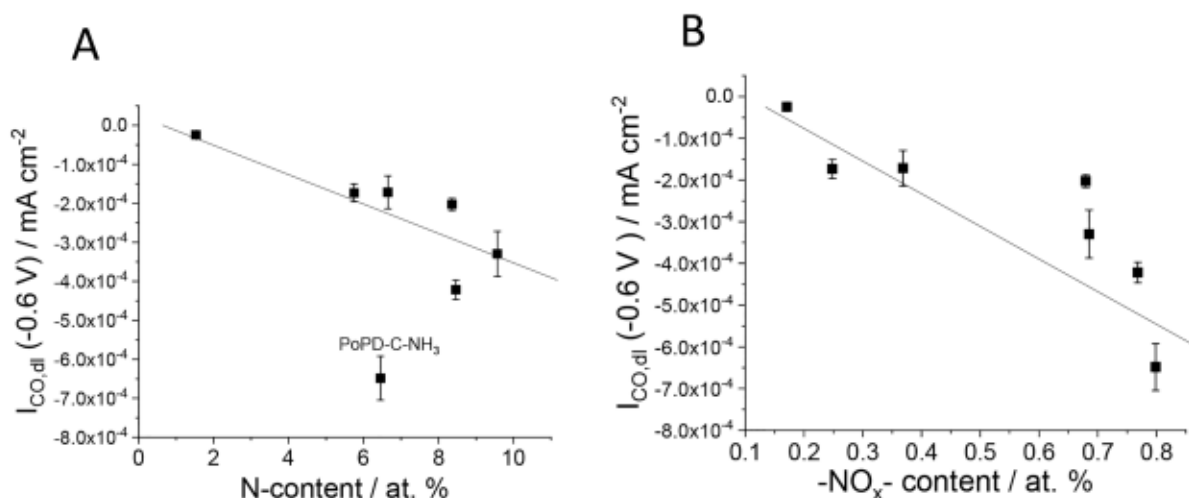 A
0.0
-1.0x10⁻⁴
-2.0x10⁻⁴
-3.0x10⁻⁴
-4.0x10⁻⁴
-5.0x10⁻⁴
-6.0x10⁻⁴
-7.0x10⁻⁴
-8.0x10⁻⁴
I_CO,dl (-0.6 V) / mA cm⁻²
PoPD-C-NH₃
0 2 4 6 8 10
N-content / at. %
B
0.0
-1.0x10⁻⁴
-2.0x10⁻⁴
-3.0x10⁻⁴
-4.0x10⁻⁴
-5.0x10⁻⁴
-6.0x10⁻⁴
-7.0x10⁻⁴
-8.0x10⁻⁴
I_CO,dl (-0.6 V ) / mA cm⁻²
0.1 0.2 0.3 0.4 0.5 0.6 0.7 0.8
-NOₓ- content / at. %